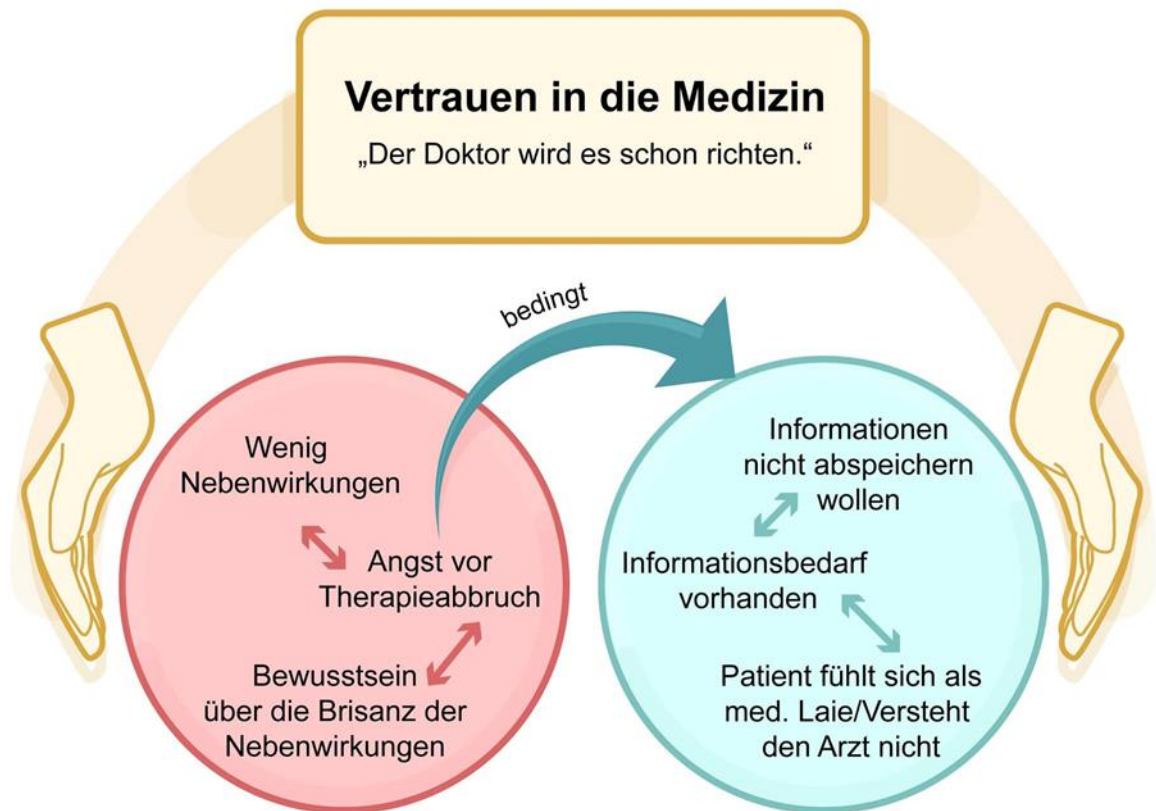 Vertrauen in die Medizin
„Der Doktor wird es schon richten.“
bedingt
Wenig
Nebenwirkungen
Angst vor
Therapieabbruch
Bewusstsein
über die Brisanz der
Nebenwirkungen
Informationen
nicht abspeichern
wollen
Informationsbedarf
vorhanden
Patient fühlt sich als
med. Laie/Versteht
den Arzt nicht